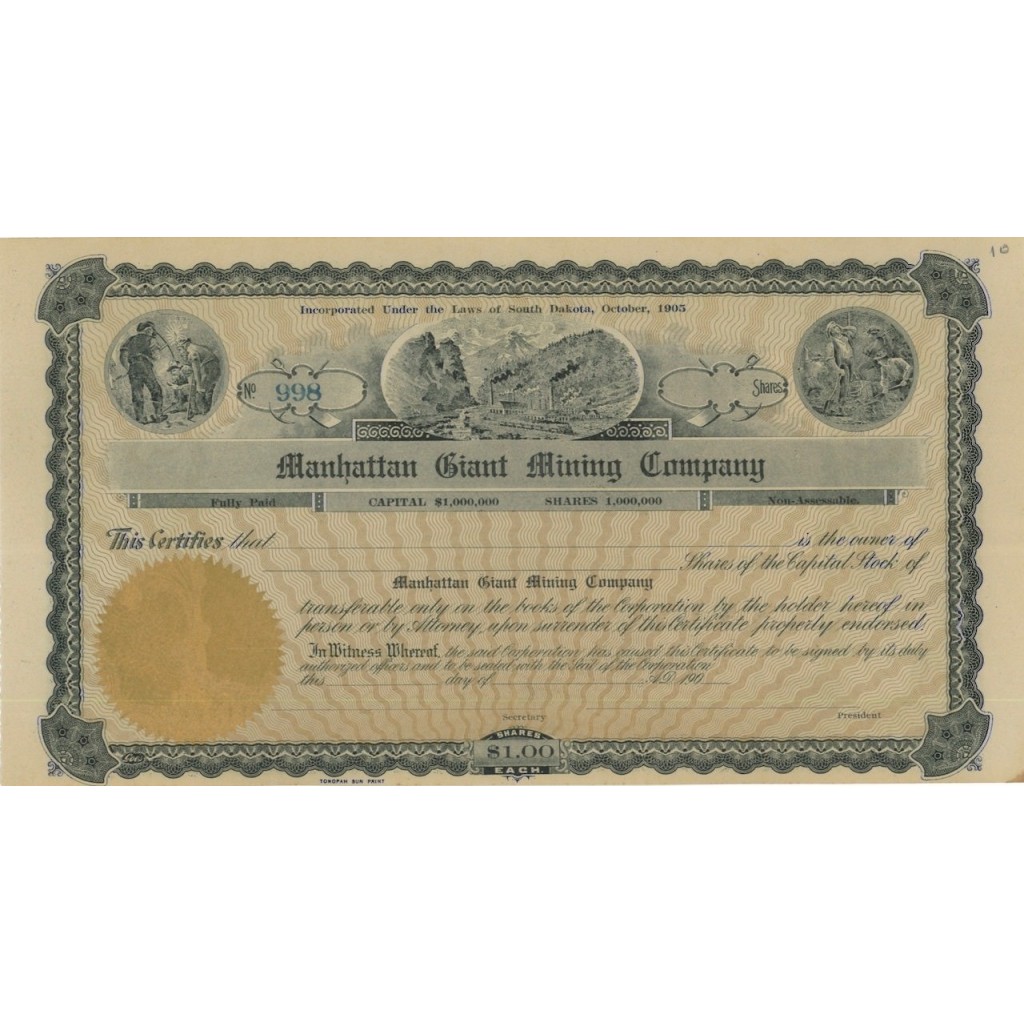 10
Incorporated Under the Laws of South Dakota, October, 1905
No 998 Shares
Manhattan Giant Mining Company
Fully Paid CAPITAL $1,000,000 SHARES 1,000,000 Non-Assessable.
This Certifies that is the owner of
Shares of the Capital Stock of
Manhattan Giant Mining Company
transferable only on the books of the Corporation by the holder hereof in
person or by Attorney, upon surrender of this Certificate properly endorsed.
In Witness Whereof, the said Corporation has caused this Certificate to be signed by its duly
authorized officers and to be sealed with the Seal of the Corporation
this day of A.D. 190
Secretary President
SHARES
$1.00
EACH
TONOPAH SUN PRINT